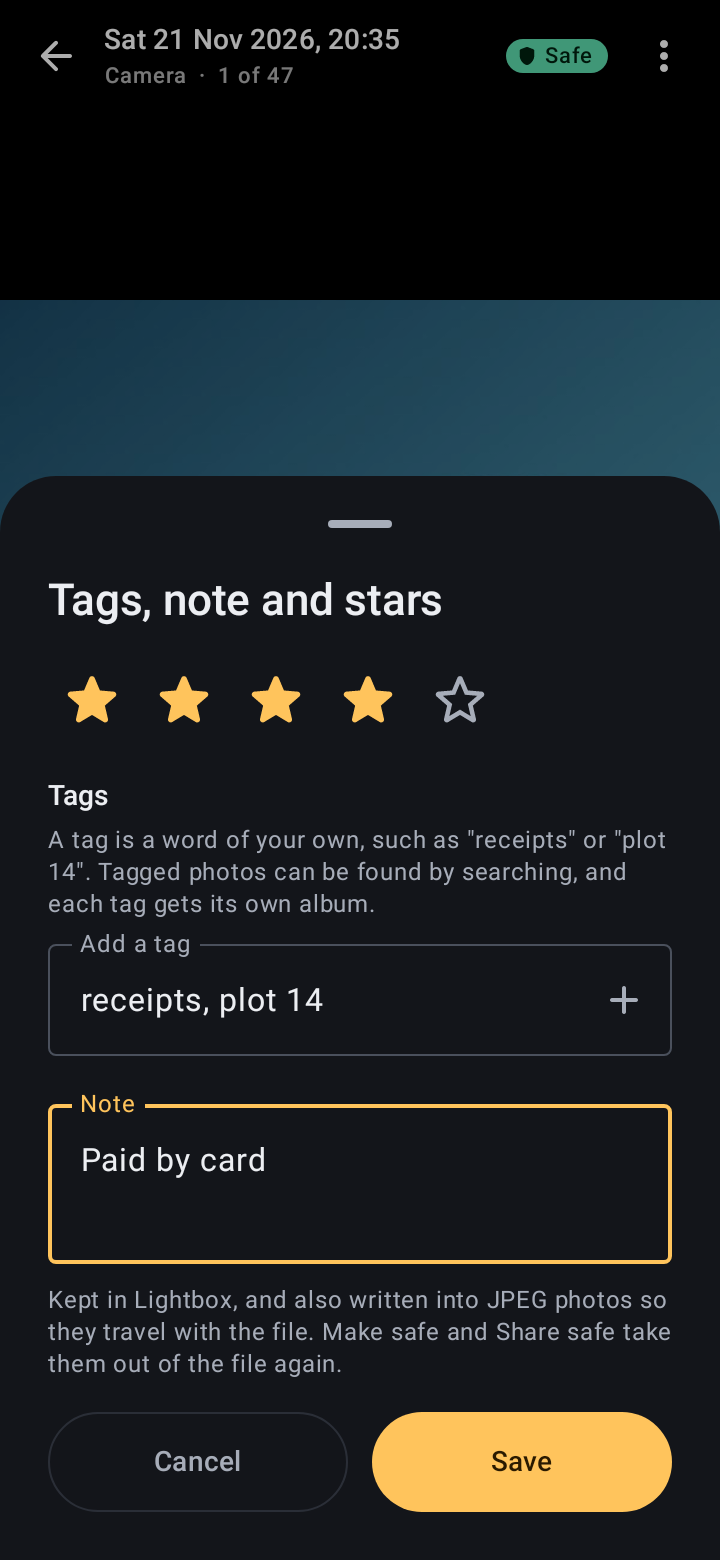 Sat 21 Nov 2026, 20:35
Camera · 1 of 47
Safe
Tags, note and stars
Tags
A tag is a word of your own, such as "receipts" or "plot
14". Tagged photos can be found by searching, and
each tag gets its own album.
Add a tag
receipts, plot 14
Note
Paid by card
Kept in Lightbox, and also written into JPEG photos so
they travel with the file. Make safe and Share safe take
them out of the file again.
Cancel
Save